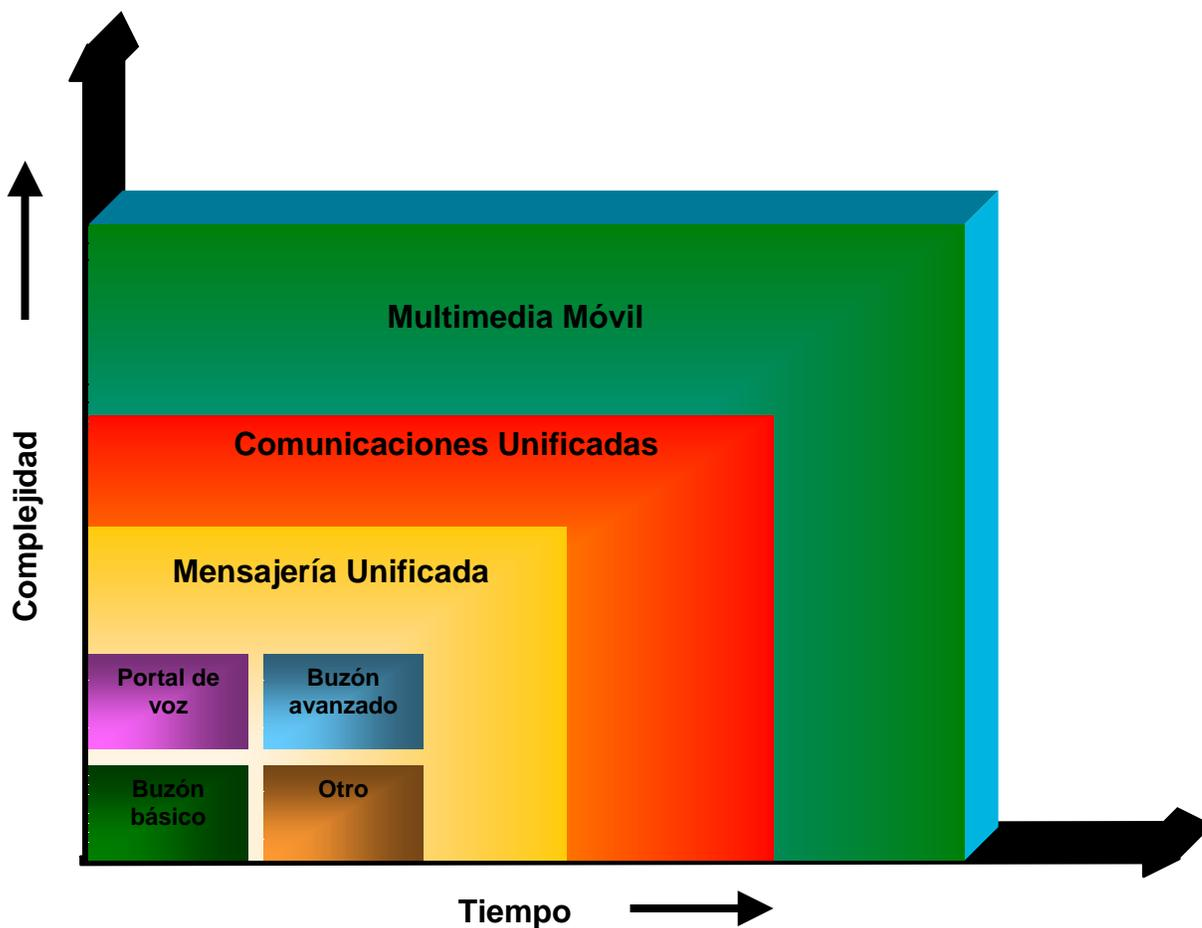 Multimedia Móvil
Comunicaciones Unificadas
Complejidad
Mensajería Unificada
Portal de
voz
Buzón
avanzado
Buzón
básico
Otro
Tiempo